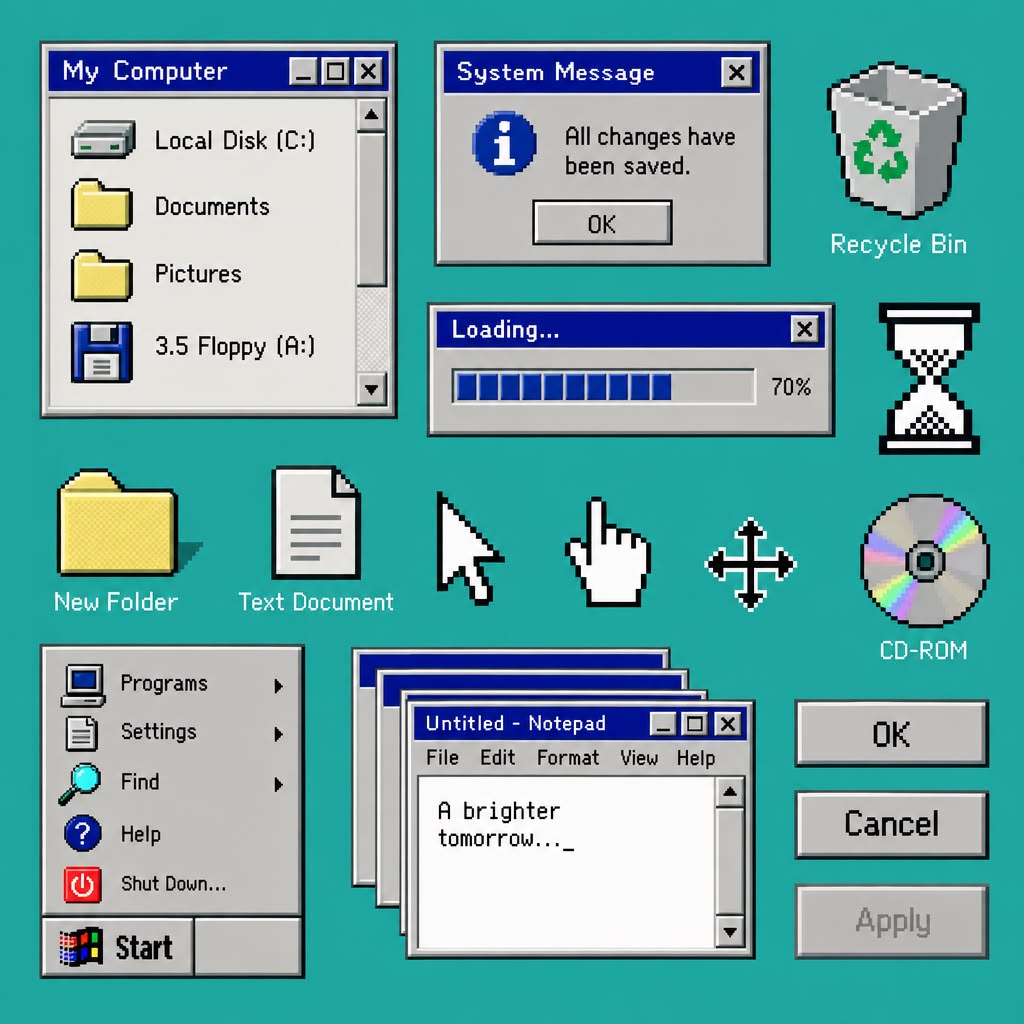 My Computer
Local Disk (C:)
Documents
Pictures
3.5 Floppy (A:)
System Message
All changes have
been saved.
OK
Recycle Bin
Loading...
70%
New Folder
Text Document
CD-ROM
Programs
Settings
Find
Help
Shut Down...
Start
Untitled - Notepad
File Edit Format View Help
A brighter
tomorrow..._
OK
Cancel
Apply